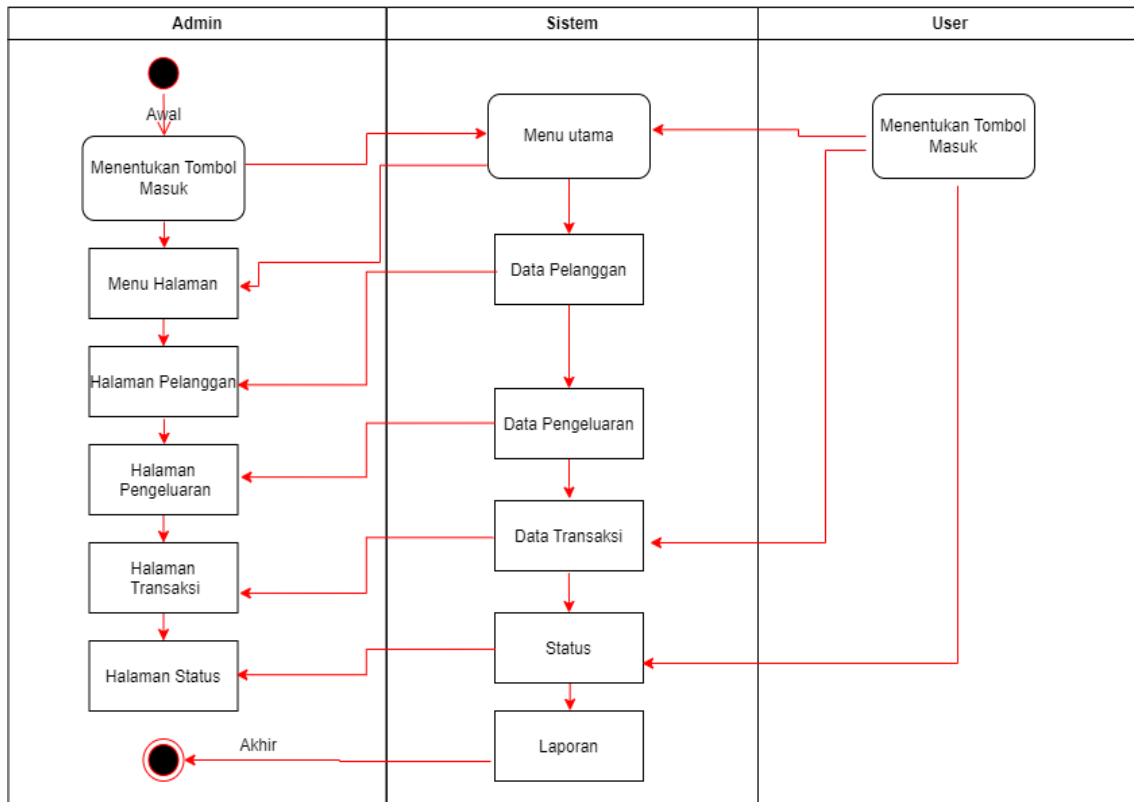 Admin
Sistem
User
Awal
Menentukan Tombol
Masuk
Menu utama
Menentukan Tombol
Masuk
Menu Halaman
Data Pelanggan
Halaman Pelanggan
Data Pengeluaran
Halaman
Pengeluaran
Data Transaksi
Halaman
Transaksi
Status
Halaman Status
Laporan
Akhir